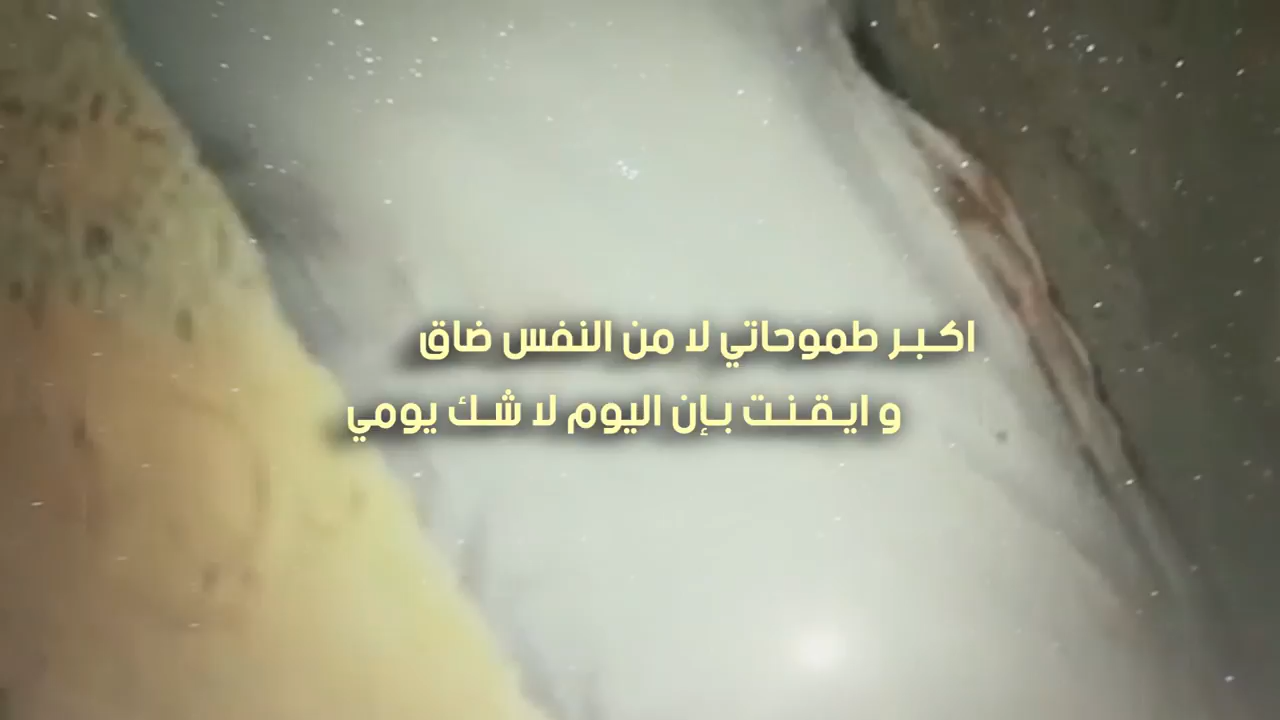 اكبر طموحاتي لا من النفس ضاق
و ايقنت بإن اليوم لا شك يومي